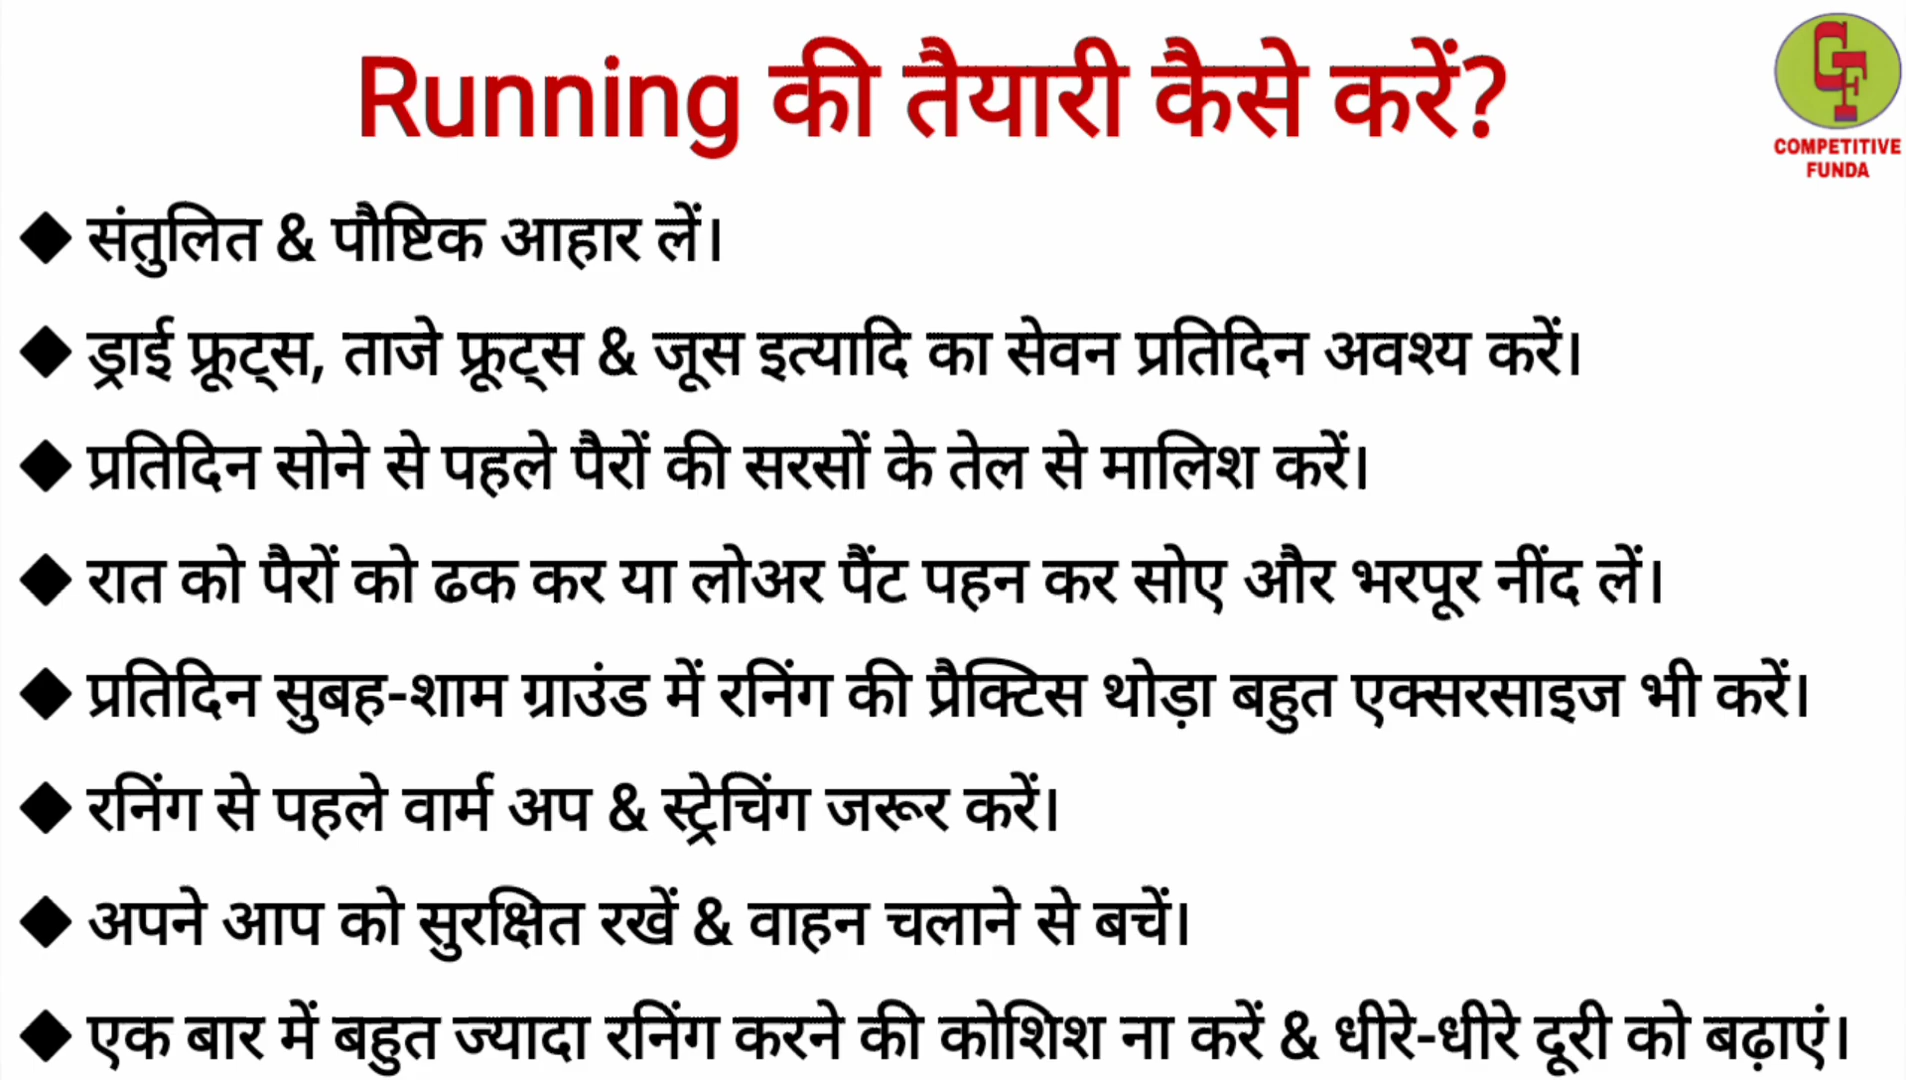 Running की तैयारी कैसे करें?
CF
COMPETITIVE
FUNDA
◆ संतुलित & पौष्टिक आहार लें।
◆ ड्राई फ्रूट्स, ताजे फ्रूट्स & जूस इत्यादि का सेवन प्रतिदिन अवश्य करें।
◆ प्रतिदिन सोने से पहले पैरों की सरसों के तेल से मालिश करें।
◆ रात को पैरों को ढक कर या लोअर पैंट पहन कर सोए और भरपूर नींद लें।
◆ प्रतिदिन सुबह-शाम ग्राउंड में रनिंग की प्रैक्टिस थोड़ा बहुत एक्सरसाइज भी करें।
◆ रनिंग से पहले वार्म अप & स्ट्रेचिंग जरूर करें।
◆ अपने आप को सुरक्षित रखें & वाहन चलाने से बचें।
◆ एक बार में बहुत ज्यादा रनिंग करने की कोशिश ना करें & धीरे-धीरे दूरी को बढ़ाएं।